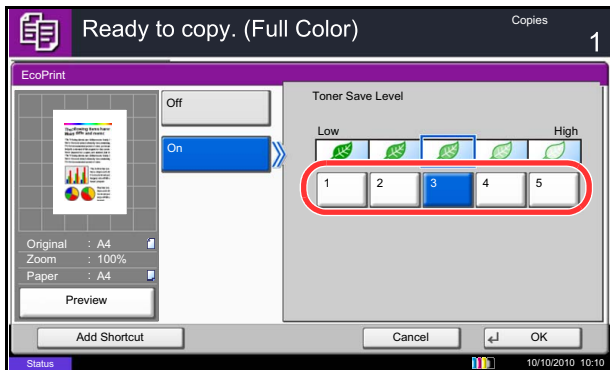 Ready to copy. (Full Color)
Copies
1
EcoPrint
Off
On
Toner Save Level
Low
High
1
2
3
4
5
Original : A4
Zoom : 100%
Paper : A4
Preview
Add Shortcut
Cancel
OK
Status
10/10/2010 10:10